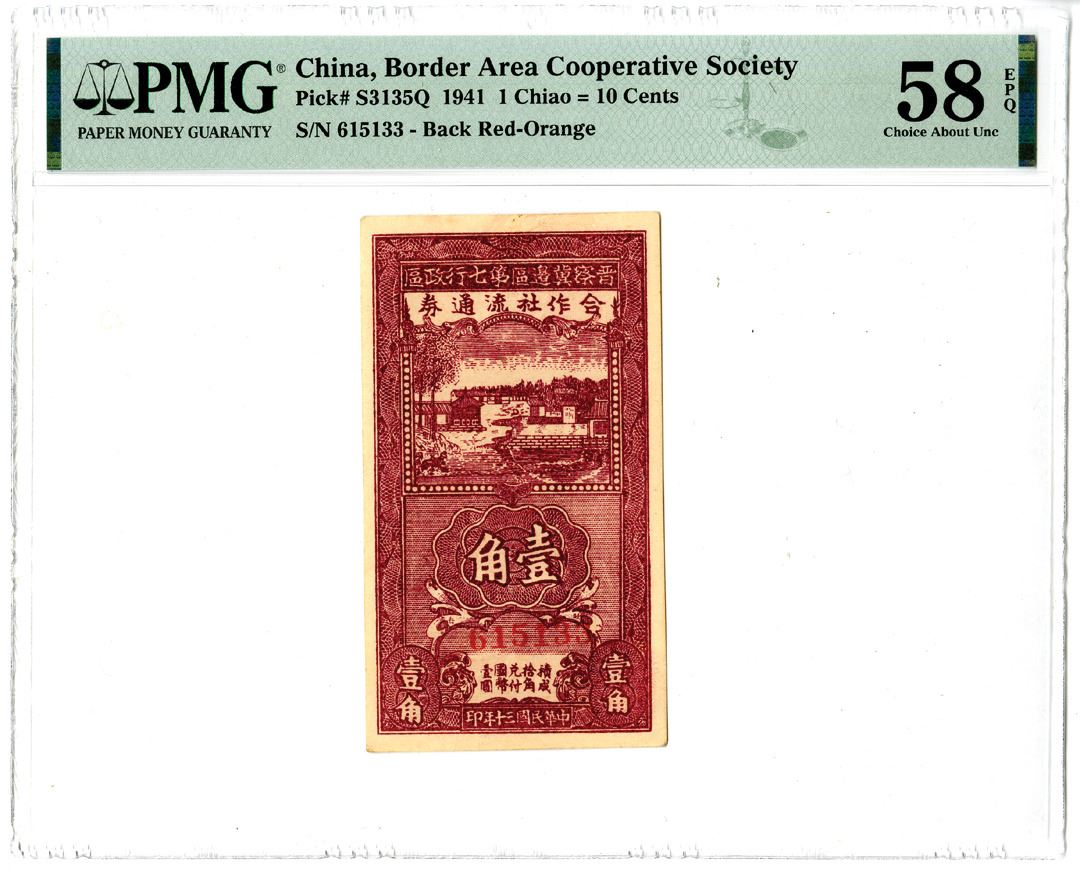 PMG®
PAPER MONEY GUARANTY
China, Border Area Cooperative Society
Pick# S3135Q 1941 1 Chiao = 10 Cents
S/N 615133 - Back Red-Orange
58
EPQ
Choice About Unc
晋察冀邊區第七行政區
合作社流通券
壹角
615133
積成拾角兌付國幣壹圓
壹角
壹角
中華民國三十年印